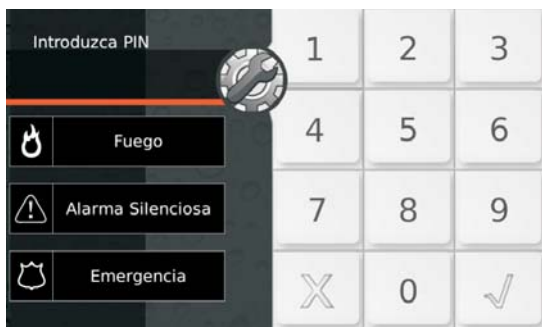 Introduzca PIN
Fuego
Alarma Silenciosa
Emergencia
1 2 3
4 5 6
7 8 9
X 0 √